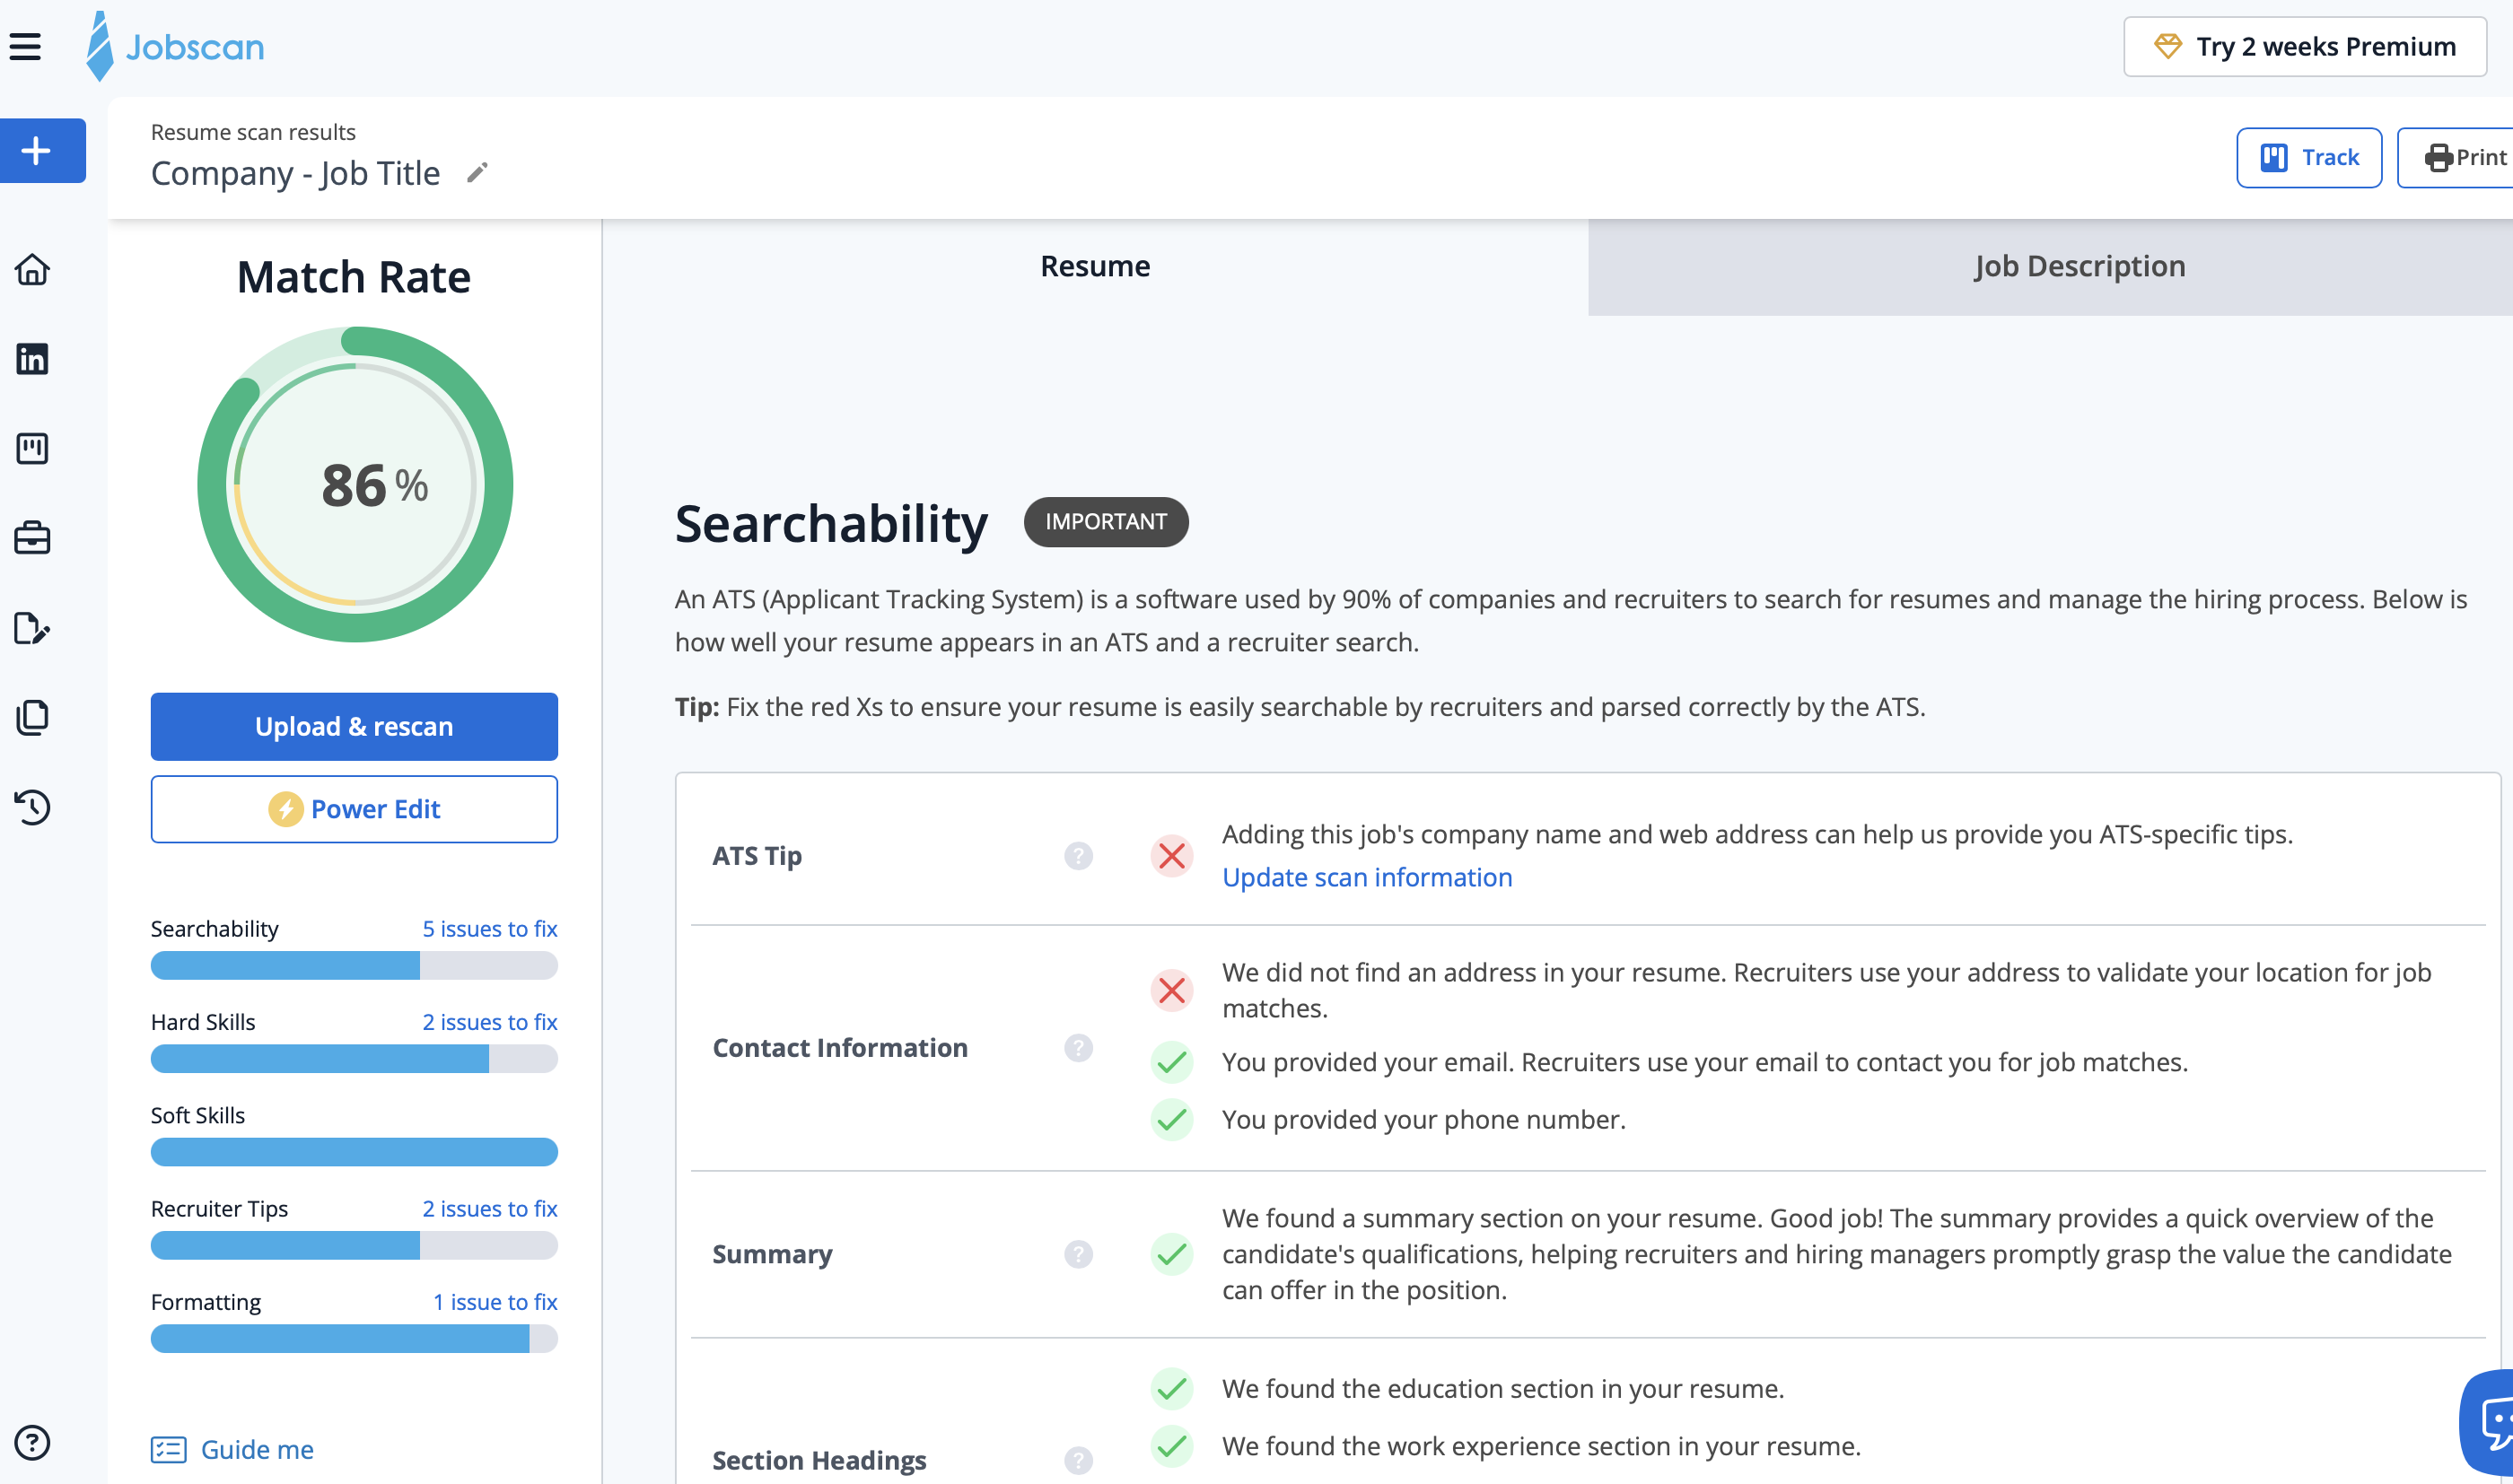 Jobscan
Try 2 weeks Premium
Resume scan results
Company - Job Title
Track
Print
Match Rate
86 %
Upload & rescan
Power Edit
Searchability 5 issues to fix
Hard Skills 2 issues to fix
Soft Skills
Recruiter Tips 2 issues to fix
Formatting 1 issue to fix
Guide me
Resume
Job Description
Searchability IMPORTANT
An ATS (Applicant Tracking System) is a software used by 90% of companies and recruiters to search for resumes and manage the hiring process. Below is
how well your resume appears in an ATS and a recruiter search.
Tip: Fix the red Xs to ensure your resume is easily searchable by recruiters and parsed correctly by the ATS.
ATS Tip
Adding this job's company name and web address can help us provide you ATS-specific tips.
Update scan information
Contact Information
We did not find an address in your resume. Recruiters use your address to validate your location for job
matches.
You provided your email. Recruiters use your email to contact you for job matches.
You provided your phone number.
Summary
We found a summary section on your resume. Good job! The summary provides a quick overview of the
candidate's qualifications, helping recruiters and hiring managers promptly grasp the value the candidate
can offer in the position.
Section Headings
We found the education section in your resume.
We found the work experience section in your resume.